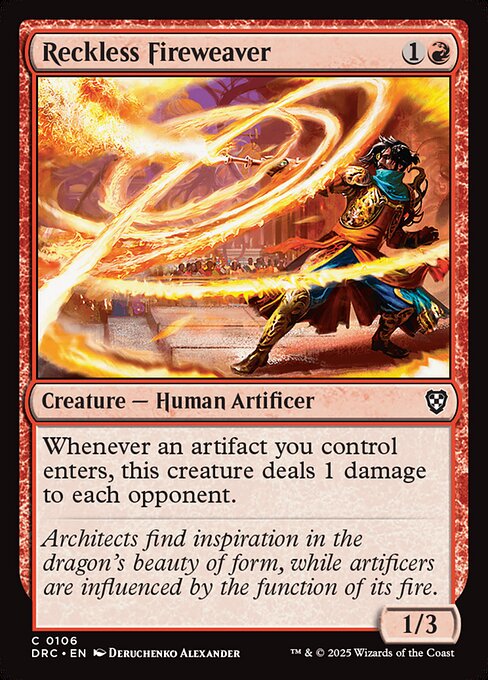 Reckless Fireweaver 1
Creature — Human Artificer
Whenever an artifact you control
enters, this creature deals 1 damage
to each opponent.
Architects find inspiration in the
dragon's beauty of form, while artificers
are influenced by the function of its fire.
1/3
C 0106
DRC • EN Deruchenko Alexander
™ & © 2025 Wizards of the Coast